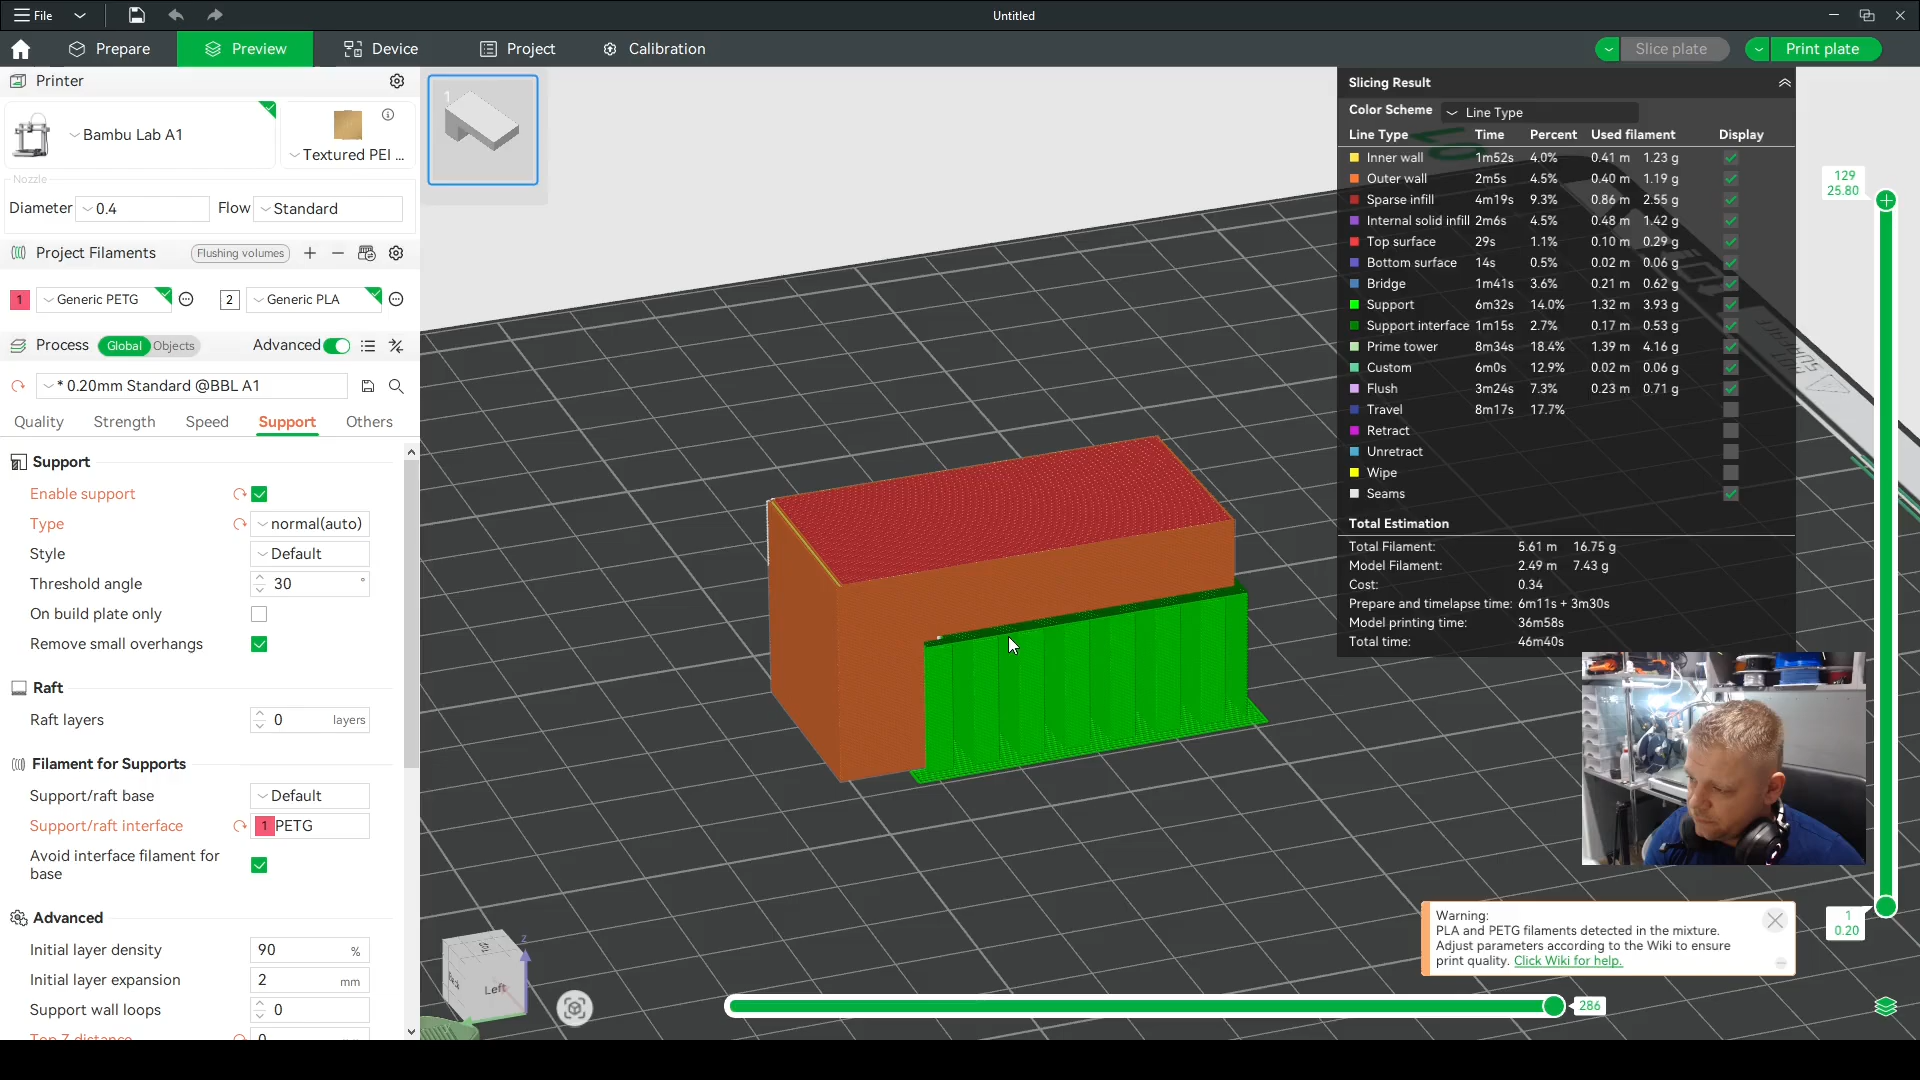 File
Untitled
Prepare
Preview
Device
Project
Calibration
Slice plate
Print plate
Printer
Bambu Lab A1
Textured PEI ...
Nozzle
Diameter
0.4
Flow
Standard
Project Filaments
Flushing volumes
1
Generic PETG
2
Generic PLA
Process
Global
Objects
Advanced
* 0.20mm Standard @BBL A1
Quality
Strength
Speed
Support
Others
Support
Enable support
Type
normal(auto)
Style
Default
Threshold angle
30
°
On build plate only
Remove small overhangs
Raft
Raft layers
0
layers
Filament for Supports
Support/raft base
Default
Support/raft interface
1 PETG
Avoid interface filament for
base
Advanced
Initial layer density
90
%
Initial layer expansion
2
mm
Support wall loops
0
Top Z distance
0
1
Slicing Result
Color Scheme
Line Type
Line Type Time Percent Used filament Display
Inner wall 1m52s 4.0% 0.41 m 1.23 g
Outer wall 2m5s 4.5% 0.40 m 1.19 g
Sparse infill 4m19s 9.3% 0.86 m 2.55 g
Internal solid infill 2m6s 4.5% 0.48 m 1.42 g
Top surface 29s 1.1% 0.10 m 0.29 g
Bottom surface 14s 0.5% 0.02 m 0.06 g
Bridge 1m41s 3.6% 0.21 m 0.62 g
Support 6m32s 14.0% 1.32 m 3.93 g
Support interface 1m15s 2.7% 0.17 m 0.53 g
Prime tower 8m34s 18.4% 1.39 m 4.16 g
Custom 6m0s 12.9% 0.02 m 0.06 g
Flush 3m24s 7.3% 0.23 m 0.71 g
Travel 8m17s 17.7%
Retract
Unretract
Wipe
Seams
Total Estimation
Total Filament: 5.61 m 16.75 g
Model Filament: 2.49 m 7.43 g
Cost: 0.34
Prepare and timelapse time: 6m11s + 3m30s
Model printing time: 36m58s
Total time: 46m40s
129
25.80
1
0.20
Warning:
PLA and PETG filaments detected in the mixture.
Adjust parameters according to the Wiki to ensure
print quality. Click Wiki for help.
286
Left
Z